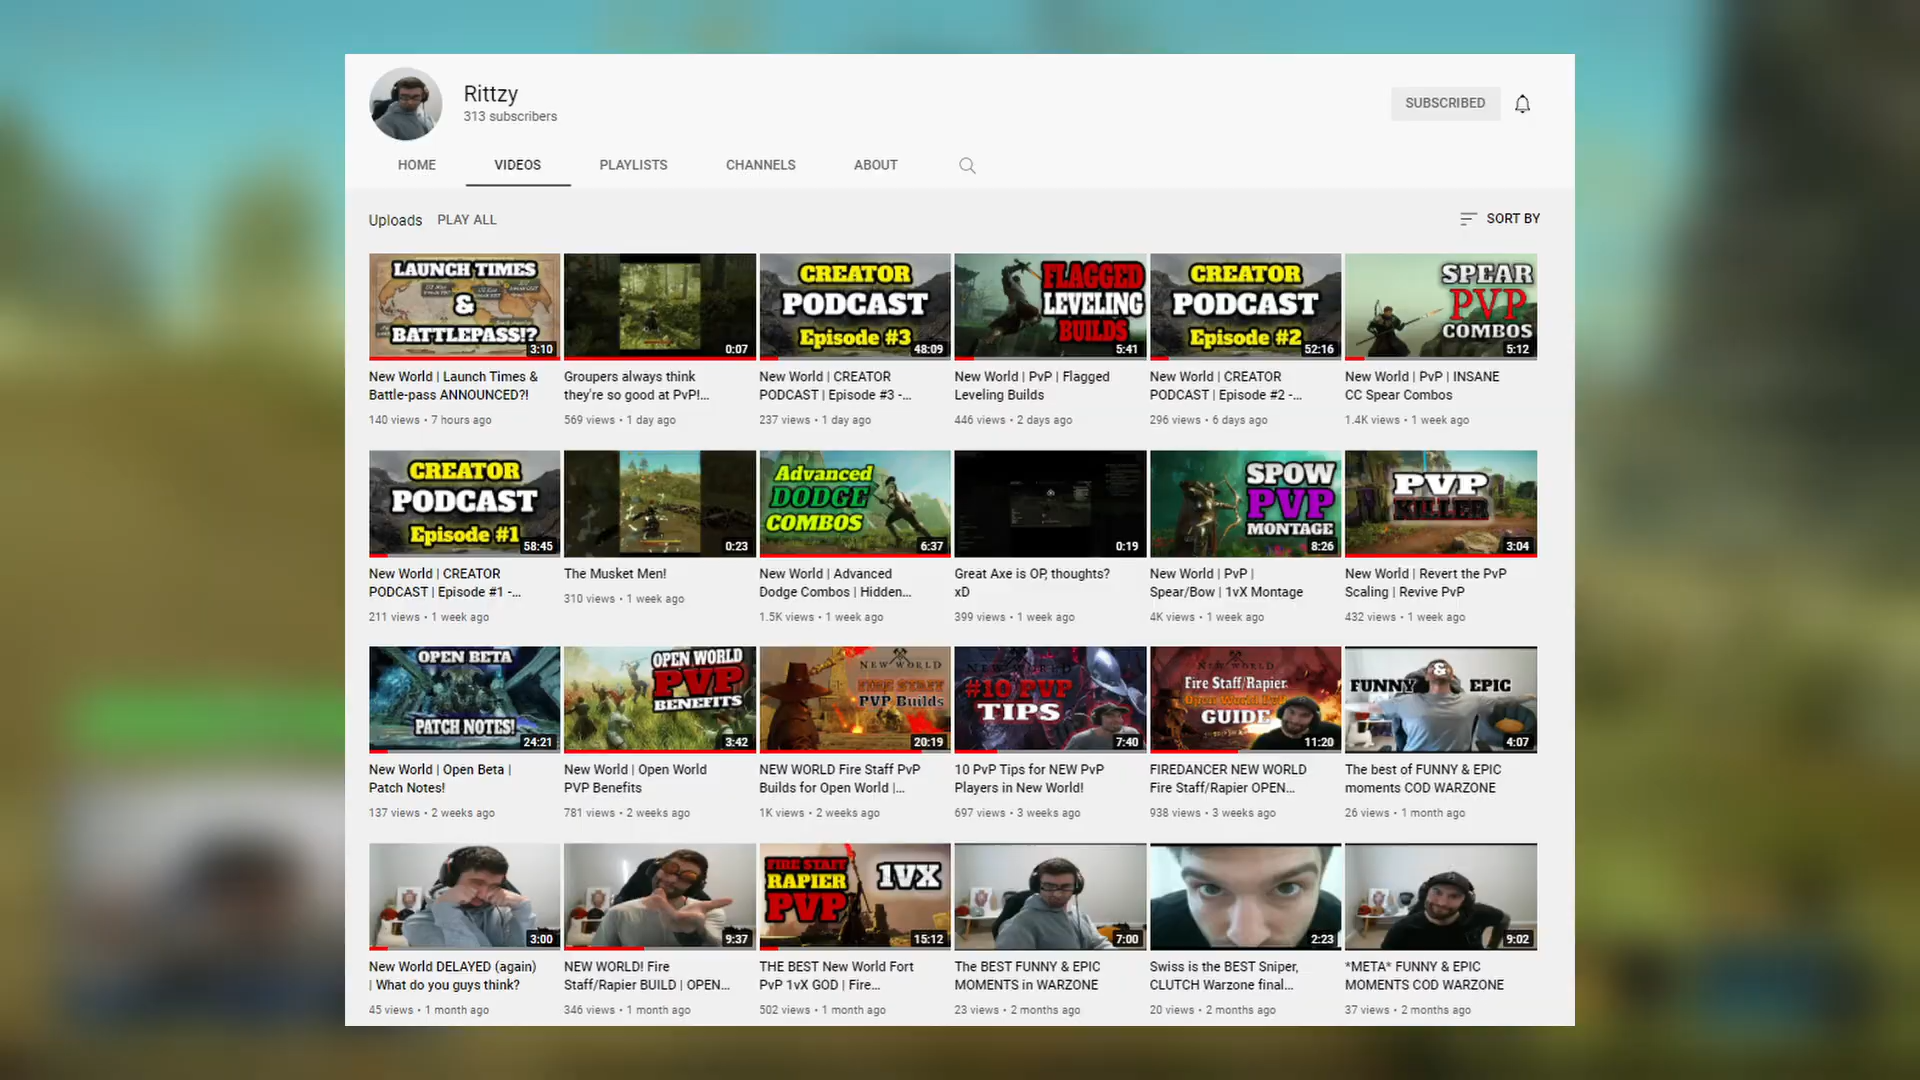 Rittzy
313 subscribers
SUBSCRIBED
HOME
VIDEOS
PLAYLISTS
CHANNELS
ABOUT
Uploads
PLAY ALL
SORT BY
LAUNCH TIMES
&
BATTLEPASS!?
3:10
0:07
CREATOR
PODCAST
Episode #3
48:09
FLAGGED
LEVELING
BUILDS
5:41
CREATOR
PODCAST
Episode #2
52:16
SPEAR
PVP
COMBOS
5:12
New World | Launch Times &
Battle-pass ANNOUNCED?!
140 views • 7 hours ago
Groupers always think
they're so good at PvP!...
569 views • 1 day ago
New World | CREATOR
PODCAST | Episode #3 -...
237 views • 1 day ago
New World | PvP | Flagged
Leveling Builds
446 views • 2 days ago
New World | CREATOR
PODCAST | Episode #2 -...
296 views • 6 days ago
New World | PvP | INSANE
CC Spear Combos
1.4K views • 1 week ago
CREATOR
PODCAST
Episode #1
58:45
0:23
Advanced
DODGE
COMBOS
6:37
0:19
SPOW
PVP
MONTAGE
8:26
PVP
KILLER
3:04
New World | CREATOR
PODCAST | Episode #1 -...
211 views • 1 week ago
The Musket Men!
310 views • 1 week ago
New World | Advanced
Dodge Combos | Hidden...
1.5K views • 1 week ago
Great Axe is OP, thoughts?
xD
399 views • 1 week ago
New World | PvP |
Spear/Bow | 1vX Montage
4K views • 1 week ago
New World | Revert the PvP
Scaling | Revive PvP
432 views • 1 week ago
OPEN BETA
PATCH NOTES!
24:21
OPEN WORLD
PVP
BENEFITS
3:42
NEW WORLD
FIRE STAFF
PVP Builds
20:19
NEW WORLD
#10 PVP
TIPS
7:40
NEW WORLD
Fire Staff/Rapier
Open World PVP
GUIDE
11:20
&
FUNNY EPIC
4:07
New World | Open Beta |
Patch Notes!
137 views • 2 weeks ago
New World | Open World
PVP Benefits
781 views • 2 weeks ago
NEW WORLD Fire Staff PvP
Builds for Open World |...
1K views • 2 weeks ago
10 PvP Tips for NEW PvP
Players in New World!
697 views • 3 weeks ago
FIREDANCER NEW WORLD
Fire Staff/Rapier OPEN...
938 views • 3 weeks ago
The best of FUNNY & EPIC
moments COD WARZONE
26 views • 1 month ago
3:00
9:37
FIRE STAFF
RAPIER
PVP
1VX
15:12
7:00
2:23
9:02
New World DELAYED (again)
| What do you guys think?
45 views • 1 month ago
NEW WORLD! Fire
Staff/Rapier BUILD | OPEN...
346 views • 1 month ago
THE BEST New World Fort
PvP 1vX GOD | Fire...
502 views • 1 month ago
The BEST FUNNY & EPIC
MOMENTS in WARZONE
23 views • 2 months ago
Swiss is the BEST Sniper,
CLUTCH Warzone final...
20 views • 2 months ago
*META* FUNNY & EPIC
MOMENTS COD WARZONE
37 views • 2 months ago